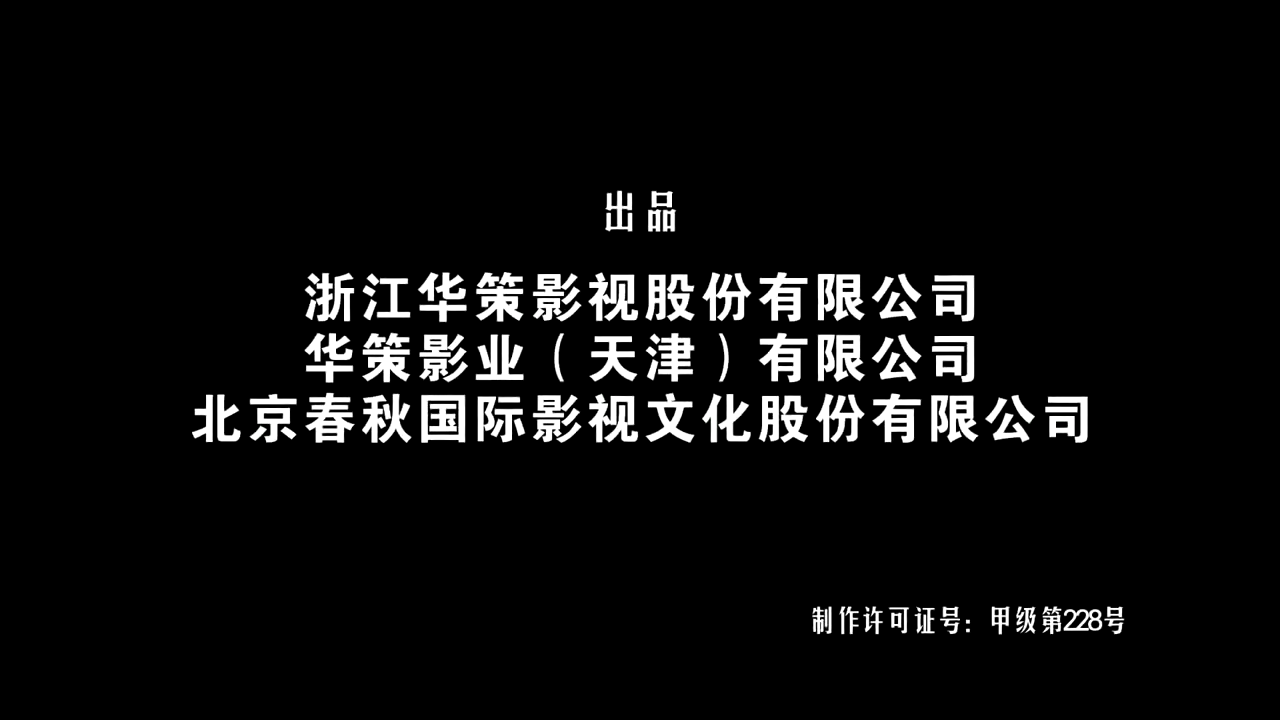 出品
浙江华策影视股份有限公司
华策影业（天津）有限公司
北京春秋国际影视文化股份有限公司
制作许可证号：甲级第228号